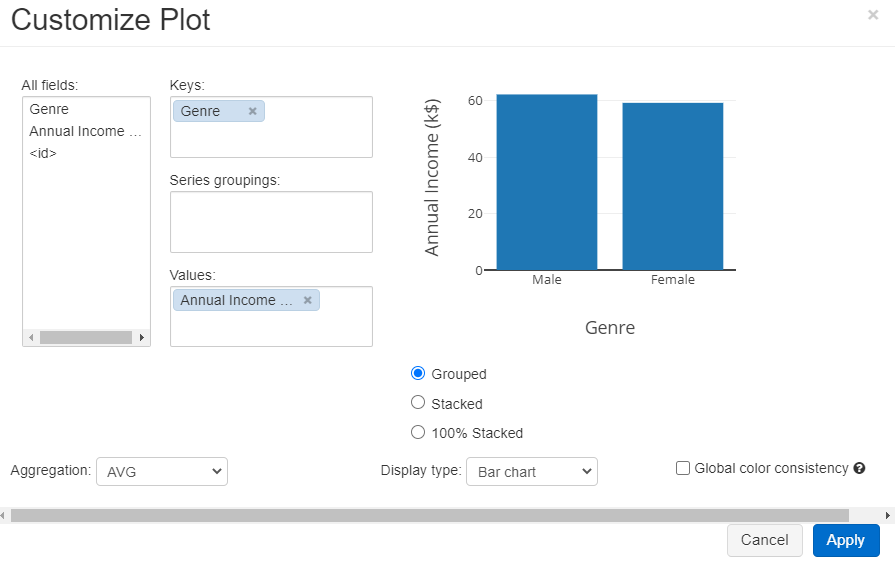 Customize Plot
×
All fields:
Genre
Annual Income ...
<id>
Keys:
Genre ×
Series groupings:
Values:
Annual Income ... ×
Annual Income (k$)
60
40
20
0
Male Female
Genre
Grouped
Stacked
100% Stacked
Aggregation: AVG
Display type: Bar chart
Global color consistency ?
Cancel Apply